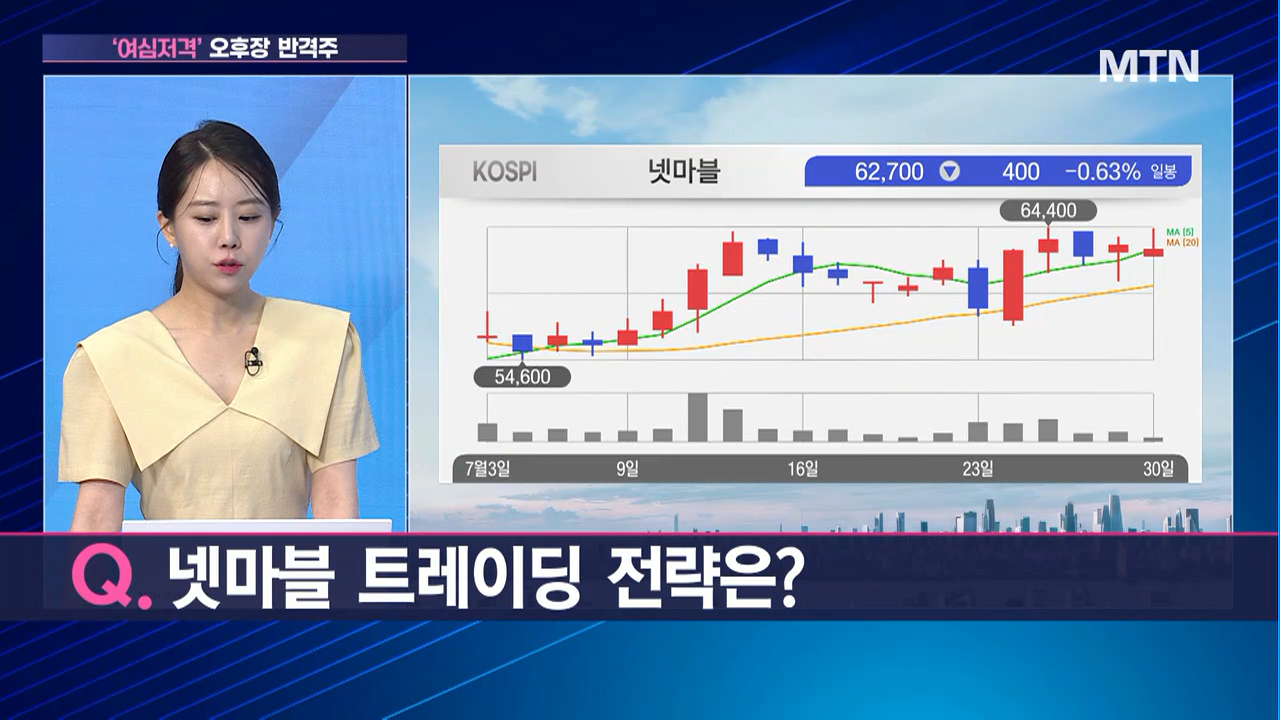 ‘여심저격’ 오후장 반격주
MTN
KOSPI 넷마블 62,700 ▼ 400 -0.63% 일봉
64,400
MA [5]
MA [20]
54,600
7월3일 9일 16일 23일 30일
Q. 넷마블 트레이딩 전략은?